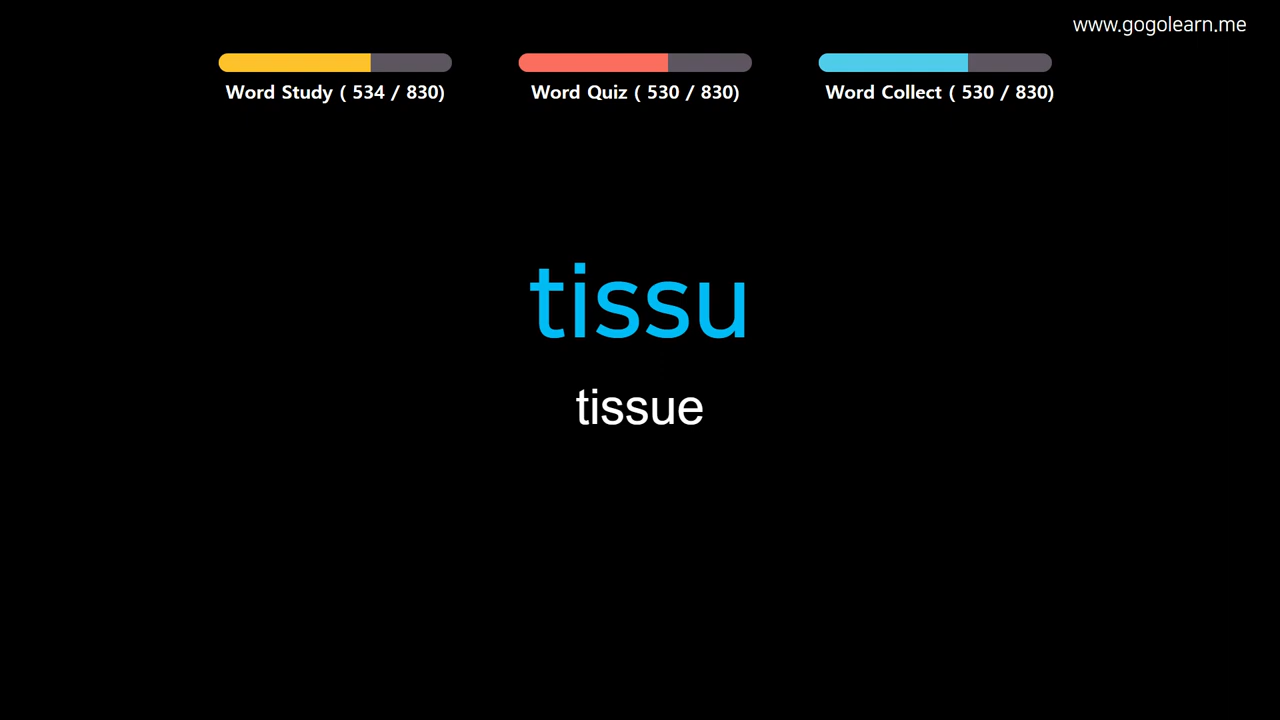 www.gogolearn.me
Word Study ( 534 / 830)
Word Quiz ( 530 / 830)
Word Collect ( 530 / 830)
tissu
tissue